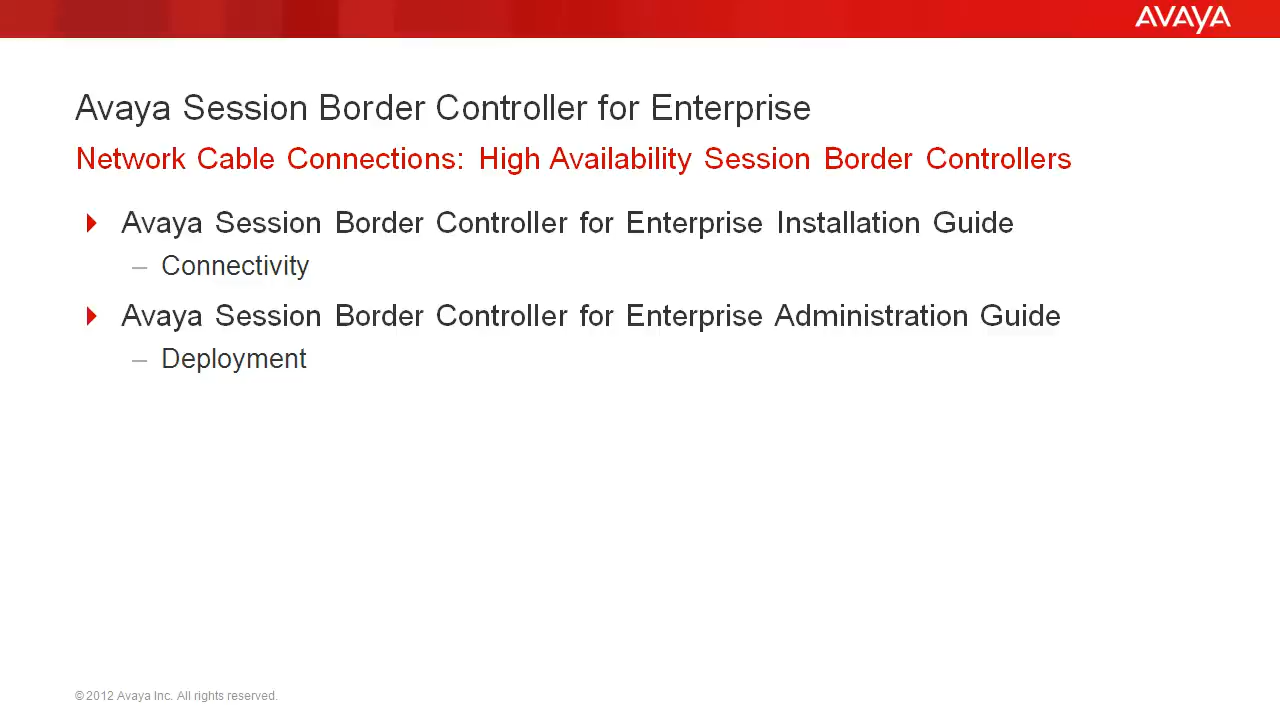 AVAYA
Avaya Session Border Controller for Enterprise
Network Cable Connections: High Availability Session Border Controllers
Avaya Session Border Controller for Enterprise Installation Guide
– Connectivity
Avaya Session Border Controller for Enterprise Administration Guide
– Deployment
© 2012 Avaya Inc. All rights reserved.